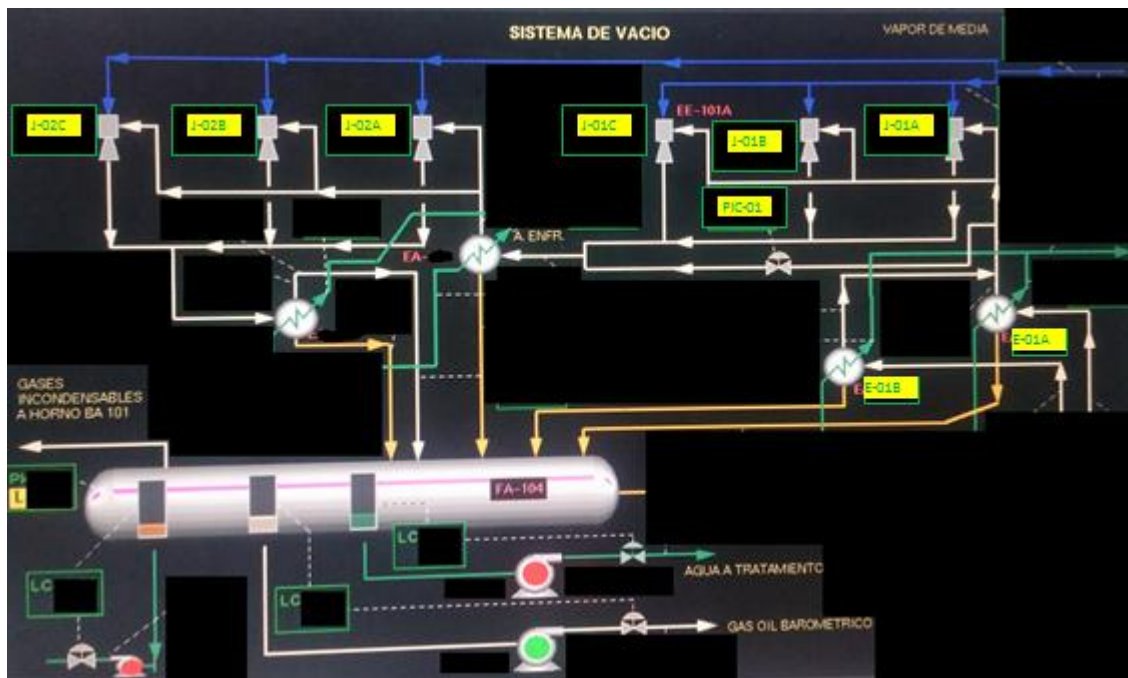 SISTEMA DE VACIO
VAPOR DE MEDIA
J-02C
J-02B
J-02A
J-01C
EE-101A
J-01B
J-01A
PIC-01
A. ENFR.
EA-
E-01A
E-01B
GASES
INCONDENSABLES
A HORNO BA 101
L
FA-104
LC
LC
LC
AGUA A TRATAMIENTO
GAS OIL BAROMETRICO